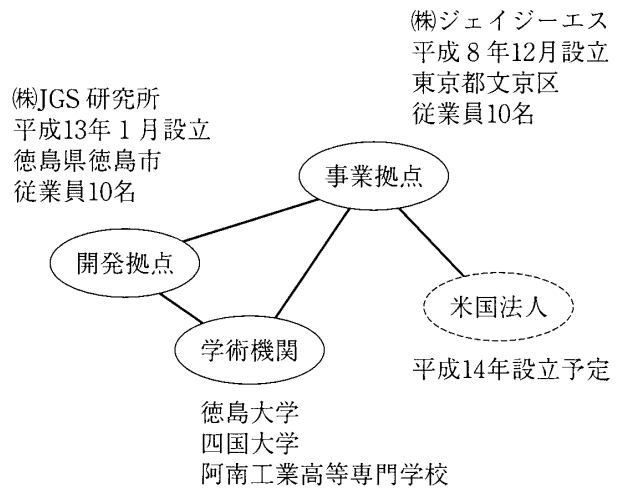 ㈱ジェイジーエス
平成8年12月設立
東京都文京区
従業員10名
㈱JGS研究所
平成13年1月設立
徳島県徳島市
従業員10名
事業拠点
開発拠点
米国法人
平成14年設立予定
学術機関
徳島大学
四国大学
阿南工業高等専門学校